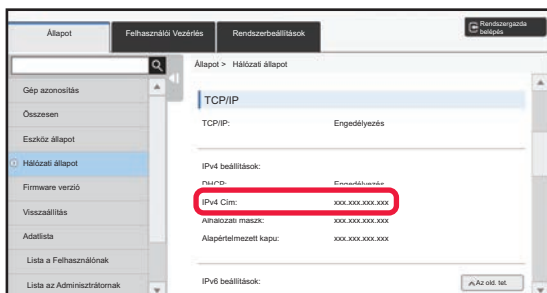 Állapot
Felhasználói Vezérlés
Rendszerbeállítások
Rendszergazda belépés
Állapot > Hálózati állapot
Gép azonosítás
Összesen
Eszköz állapot
Hálózati állapot
Firmware verzió
Visszaállítás
Adatlista
Lista a Felhasználónak
Lista az Adminisztrátornak
TCP/IP
TCP/IP: Engedélyezés
IPv4 beállítások:
DHCP: Engedélyezés
IPv4 Cím: xxx.xxx.xxx.xxx
Alhálózati maszk: xxx.xxx.xxx.xxx
Alapértelmezett kapu: xxx.xxx.xxx.xxx
IPv6 beállítások:
Az old. tet.